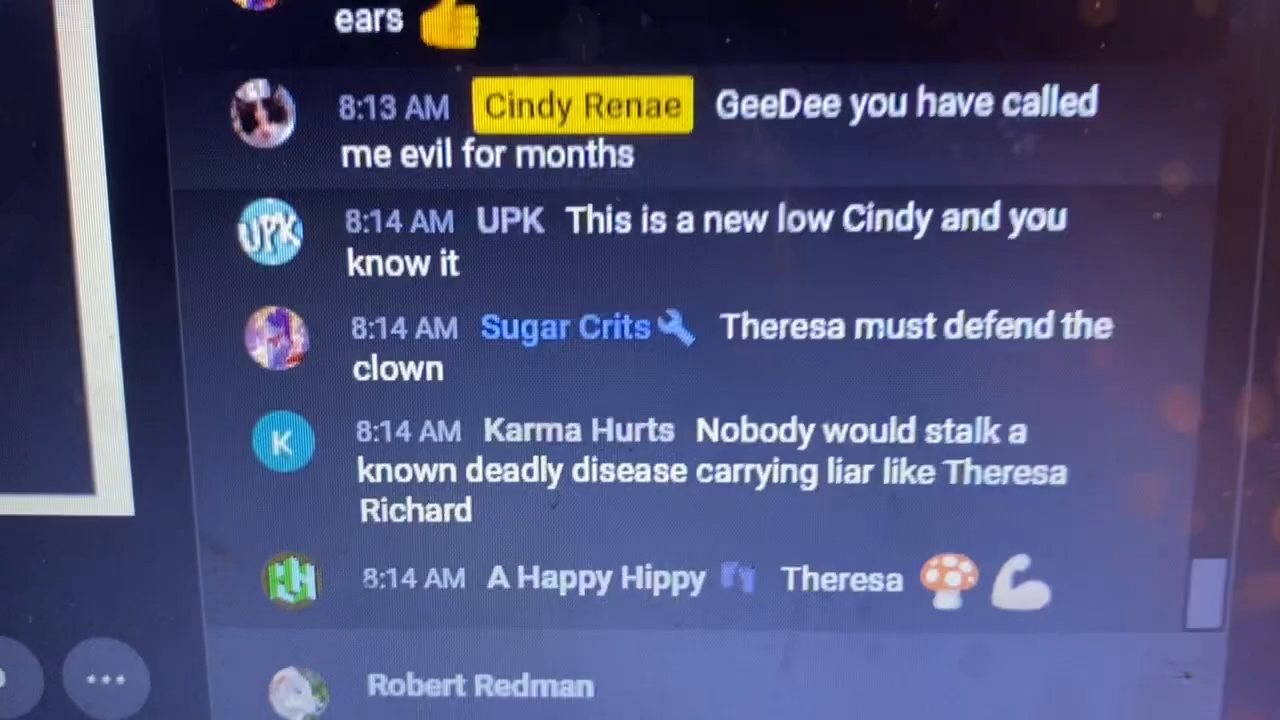 ears 👍
8:13 AM Cindy Renae GeeDee you have called
me evil for months
UPK 8:14 AM UPK This is a new low Cindy and you
know it
8:14 AM Sugar Crits🔧 Theresa must defend the
clown
K 8:14 AM Karma Hurts Nobody would stalk a
known deadly disease carrying liar like Theresa
Richard
8:14 AM A Happy Hippy 👣 Theresa 🍄 💪
Robert Redman